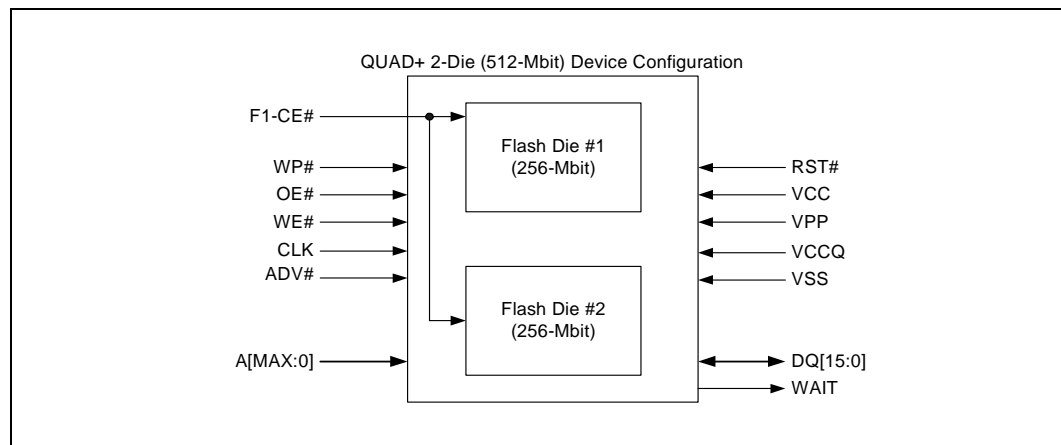 QUAD+ 2-Die (512-Mbit) Device Configuration
F1-CE#
Flash Die #1
(256-Mbit)
WP#
OE#
WE#
CLK
ADV#
RST#
VCC
VPP
VCCQ
VSS
Flash Die #2
(256-Mbit)
A[MAX:0]
DQ[15:0]
WAIT